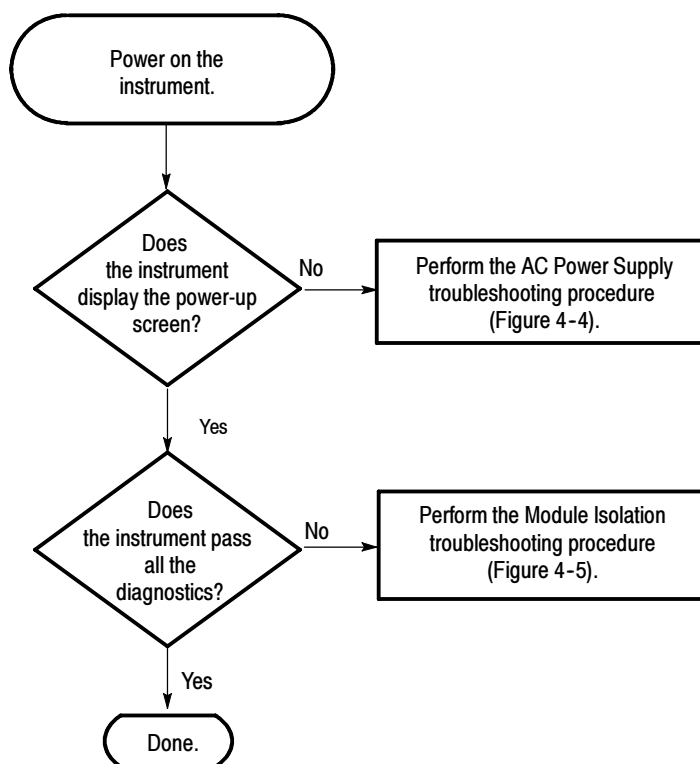 Power on the
instrument.
Does
the instrument
display the power-up
screen?
No
Perform the AC Power Supply
troubleshooting procedure
(Figure 4-4).
Yes
Does
the instrument pass
all the
diagnostics?
No
Perform the Module Isolation
troubleshooting procedure
(Figure 4-5).
Yes
Done.